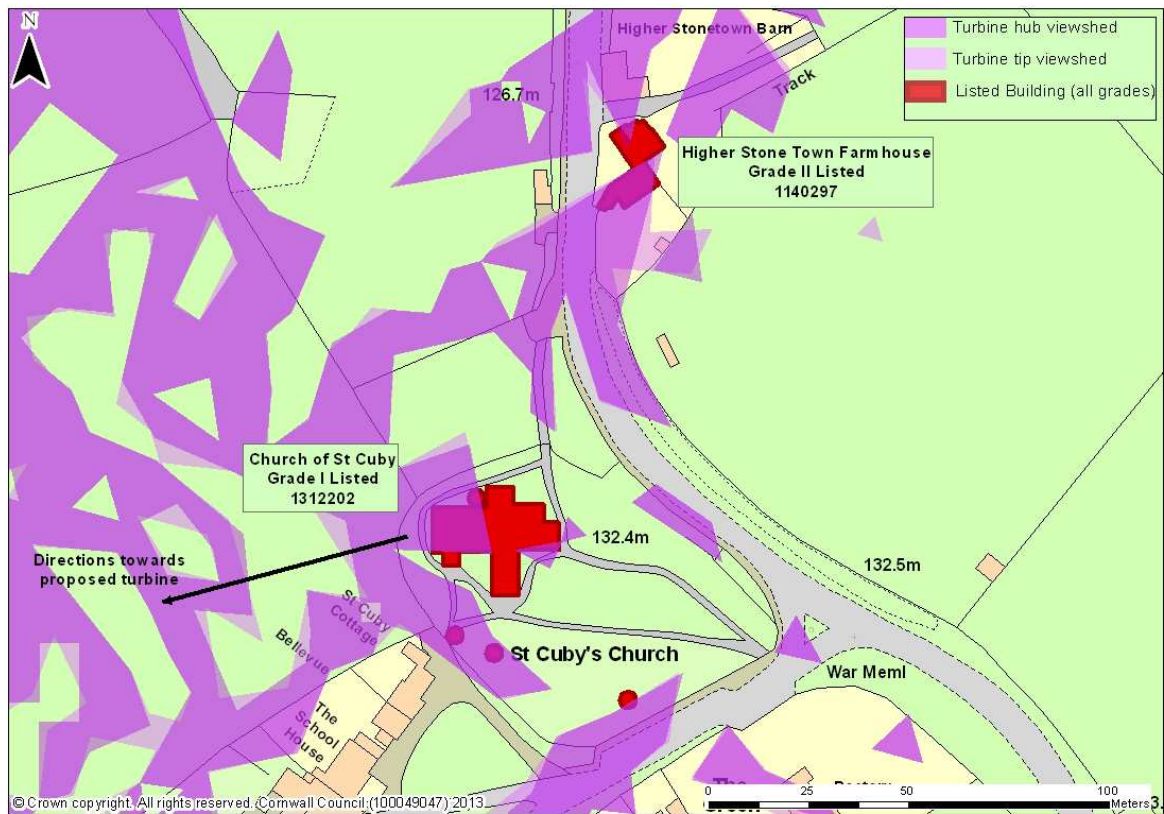 N
Higher Stonetown Barn
Turbine hub viewshed
Turbine tip viewshed
Listed Building (all grades)
126.7m
Track
Higher Stone Town Farmhouse
Grade II Listed
1140297
Church of St Cuby
Grade I Listed
1312202
Directions towards
proposed turbine
132.4m
132.5m
St Cuby
Cottage
Bellevue
St Cuby's Church
The
School
House
War Meml
The
Green
© Crown copyright. All rights reserved. Cornwall Council (100049047) 2013
0 25 50 100
Meters
3.